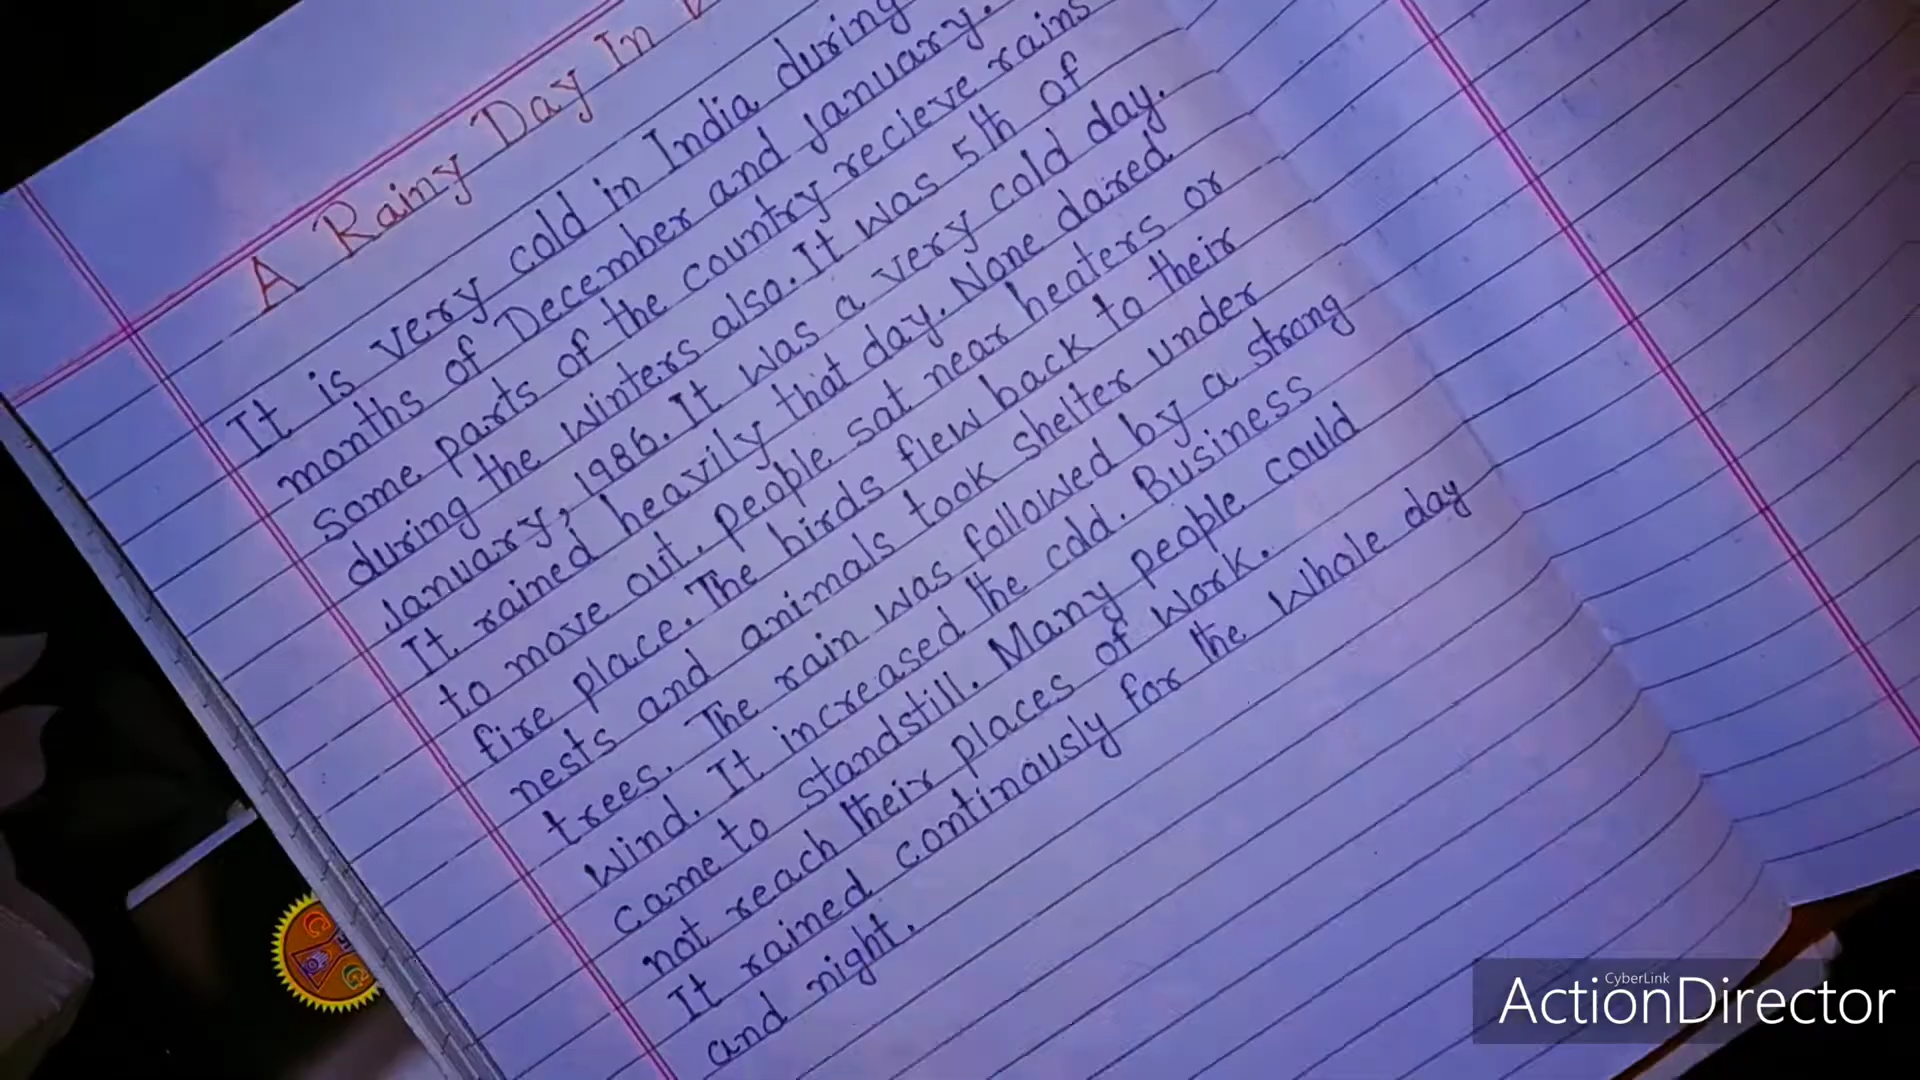 A Rainy Day In
It is very cold in India during
months of December and January.
Some parts of the country recieve rains
during the winters also. It was 5th of
January, 1986. It was a very cold day.
It rained heavily that day. None daired
to move out. people sat near heaters or
fire place. The birds flew back to their
nests and animals took shelter under
trees. The rain was followed by a strong
wind. It increased the cold. Business
came to standstill. Many people could
not reach their places of work.
It rained continously for the whole day
and night.
CyberLink
ActionDirector